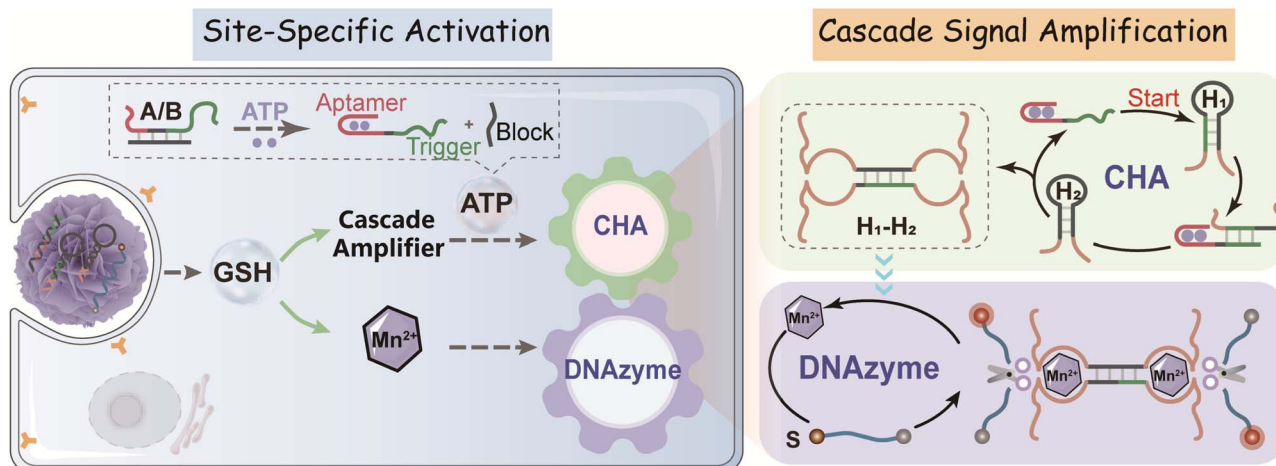 Site-Specific Activation
Cascade Signal Amplification
A/B
ATP
Aptamer
Trigger
+
Block
ATP
Cascade
Amplifier
CHA
GSH
Mn²⁺
DNAzyme
H₁-H₂
Start
H₁
CHA
H₂
Mn²⁺
DNAzyme
S
Mn²⁺
Mn²⁺